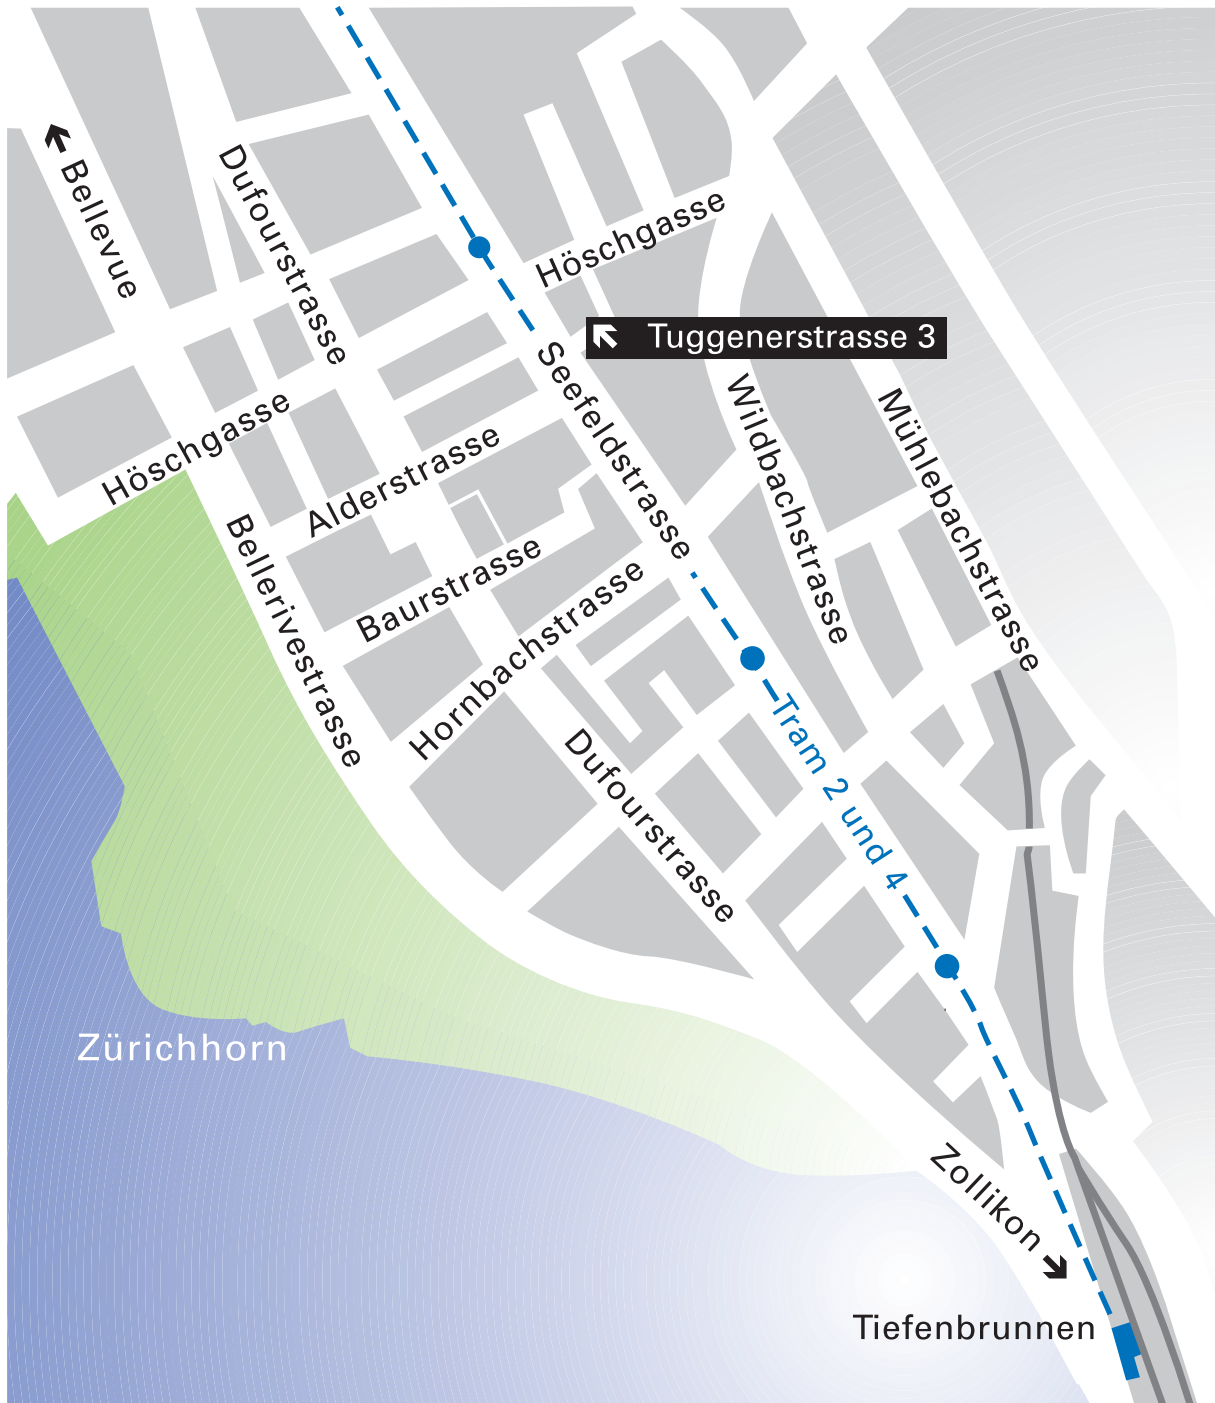 Bellevue
Dufourstrasse
Höschgasse
Tuggenerstrasse 3
Seefeldstrasse
Wildbachstrasse
Mühlebachstrasse
Höschgasse
Alderstrasse
Bellerivestrasse
Baurstrasse
Hornbachstrasse
Dufourstrasse
Tram 2 und 4
Zürichhorn
Zollikon
Tiefenbrunnen